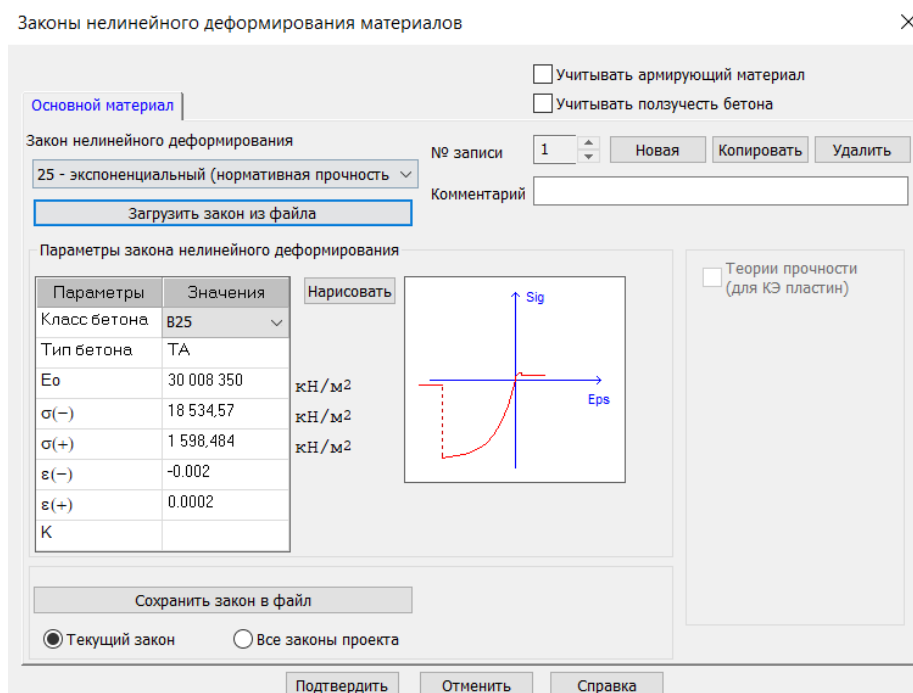 Законы нелинейного деформирования материалов
Учитывать армирующий материал
Учитывать ползучесть бетона
Основной материал
Закон нелинейного деформирования
№ записи 1 Новая Копировать Удалить
25 - экспоненциальный (нормативная прочность
Комментарий
Загрузить закон из файла
Параметры закона нелинейного деформирования
Параметры Значения
Нарисовать
Класс бетона B25
Тип бетона ТА
Eo 30 008 350 кН/м2
σ(−) 18 534,57 кН/м2
σ(+) 1 598,484 кН/м2
ε(−) -0.002
ε(+) 0.0002
K
Sig
Eps
Теории прочности
(для КЭ пластин)
Сохранить закон в файл
Текущий закон Все законы проекта
Подтвердить Отменить Справка